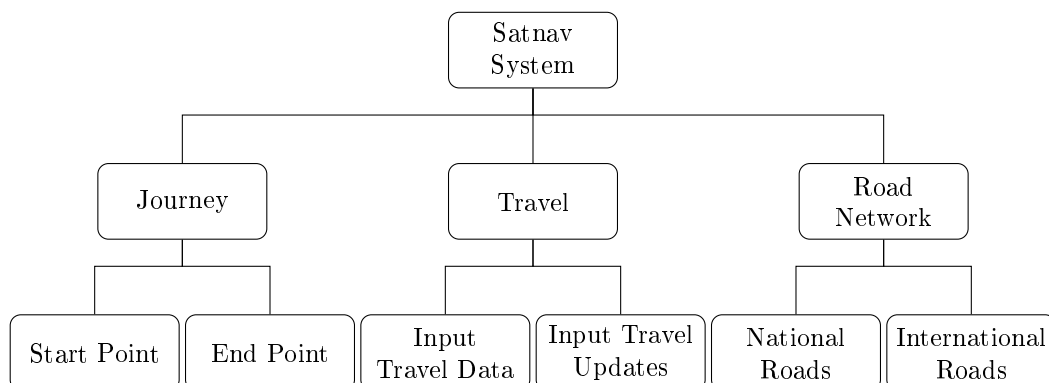 Satnav
System
Journey
Travel
Road
Network
Start Point
End Point
Input
Travel Data
Input Travel
Updates
National
Roads
International
Roads